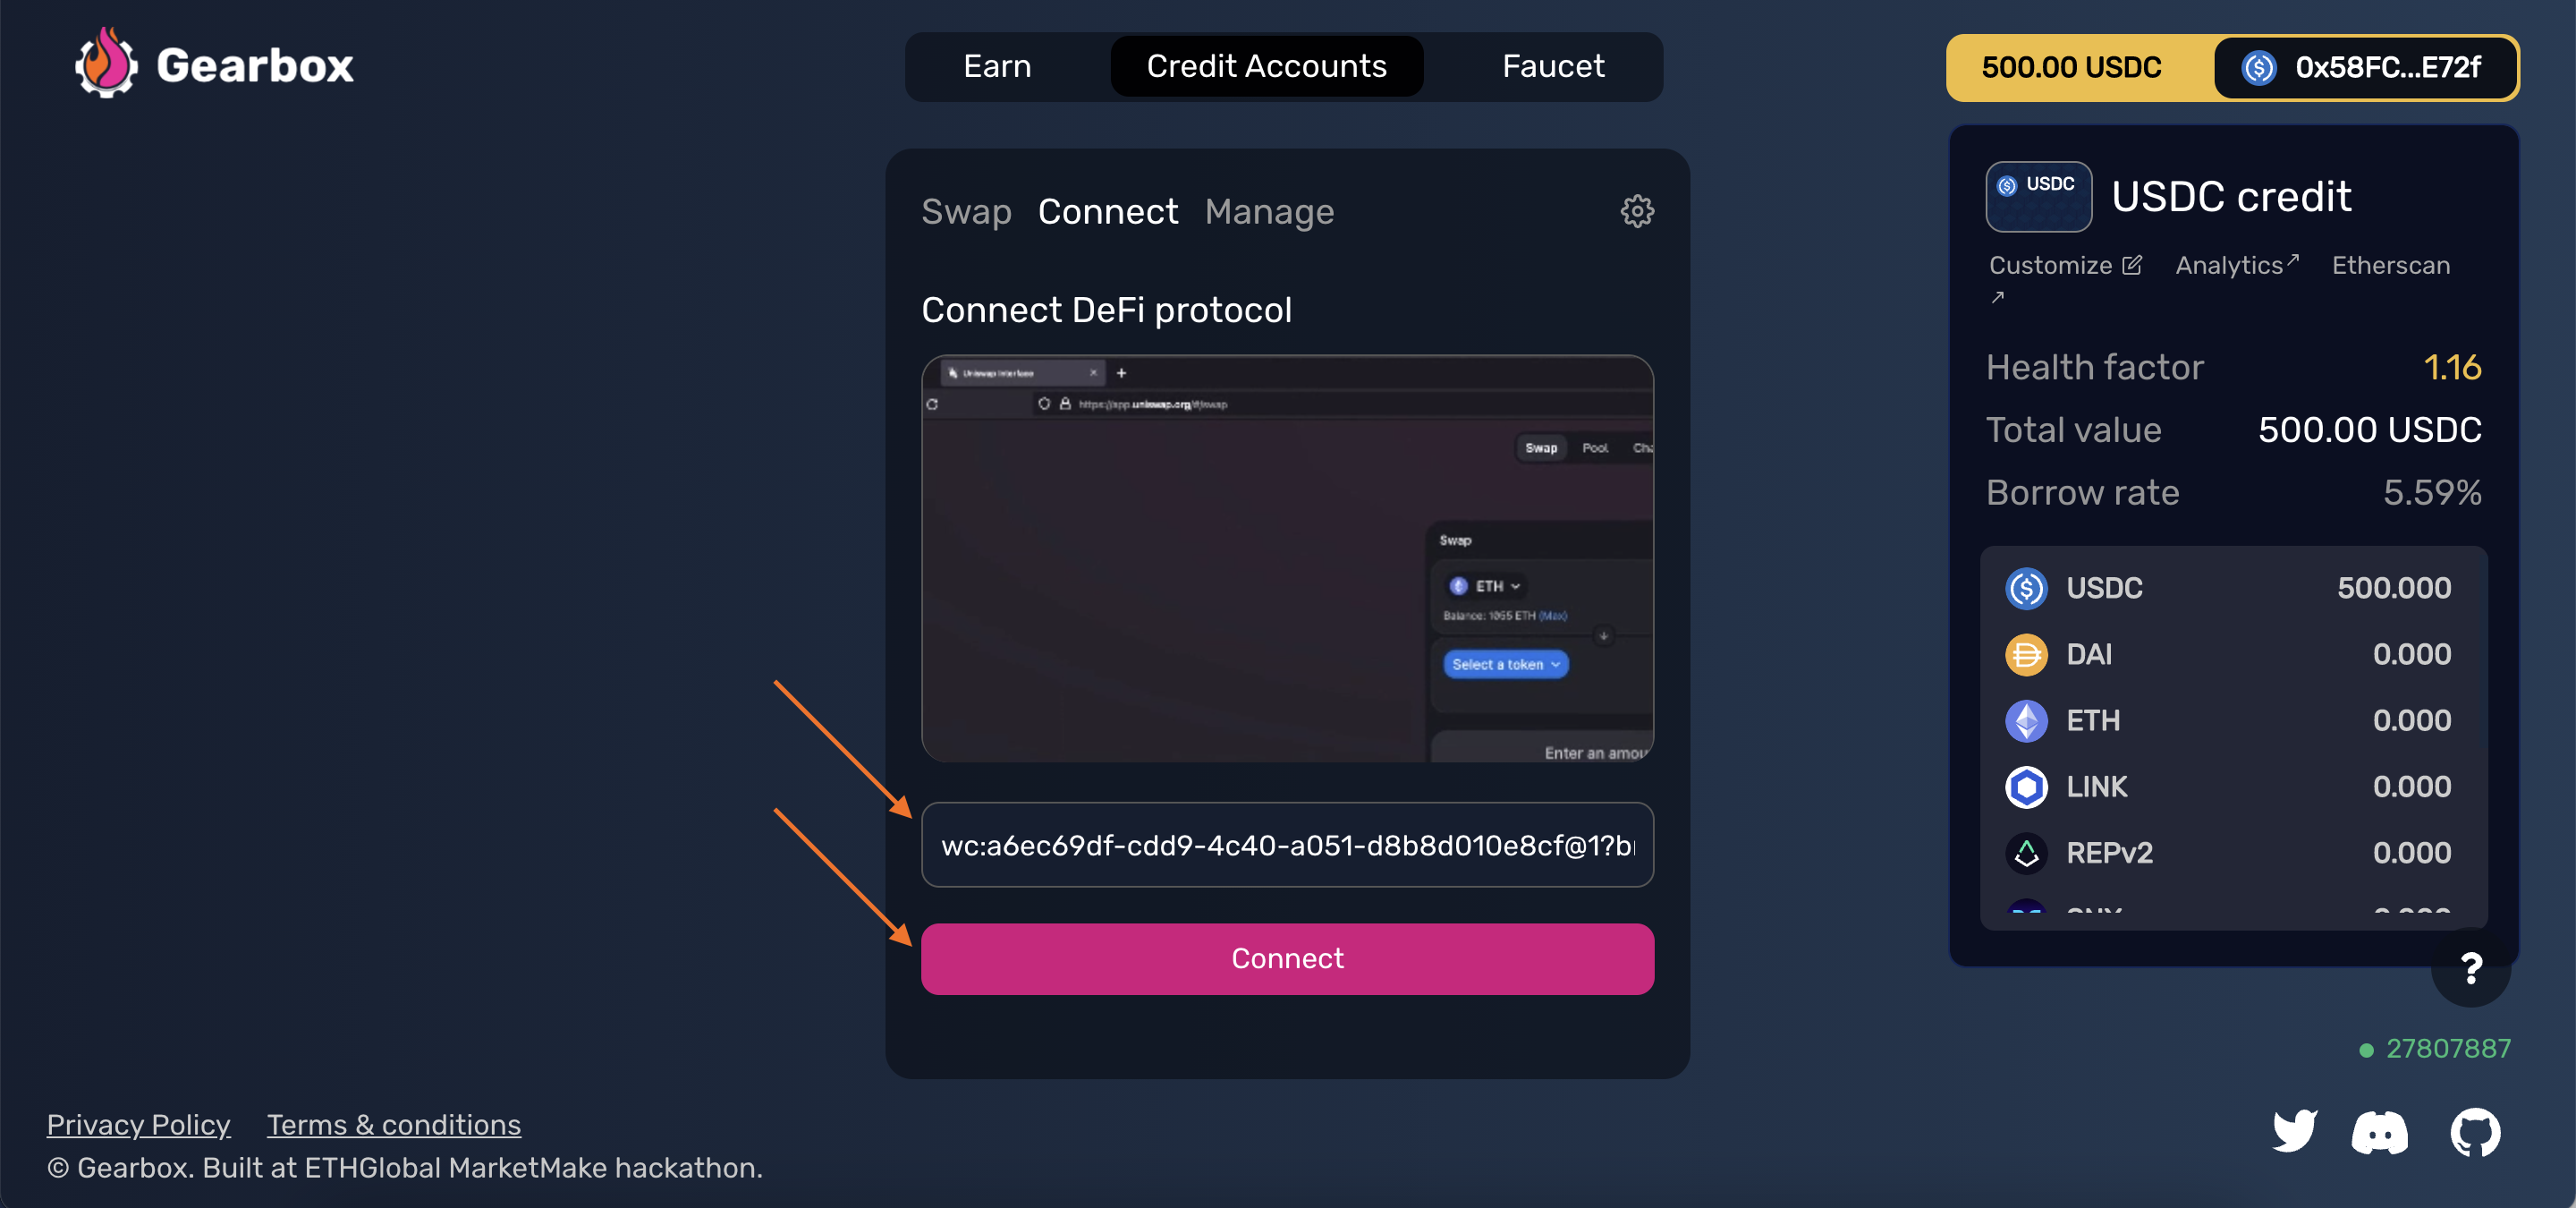 Gearbox
Earn
Credit Accounts
Faucet
500.00 USDC
0x58FC...E72f
Swap Connect Manage
Connect DeFi protocol
Uniswap Interface
https://app.uniswap.org/#/swap
Swap Pool Cha
Swap
ETH
Balance: 1055 ETH (Max)
Select a token
Enter an amou
wc:a6ec69df-cdd9-4c40-a051-d8b8d010e8cf@1?b
Connect
USDC
USDC credit
Customize Analytics↗ Etherscan
↗
Health factor 1.16
Total value 500.00 USDC
Borrow rate 5.59%
USDC 500.000
DAI 0.000
ETH 0.000
LINK 0.000
REPv2 0.000
?
27807887
Privacy Policy Terms & conditions
© Gearbox. Built at ETHGlobal MarketMake hackathon.